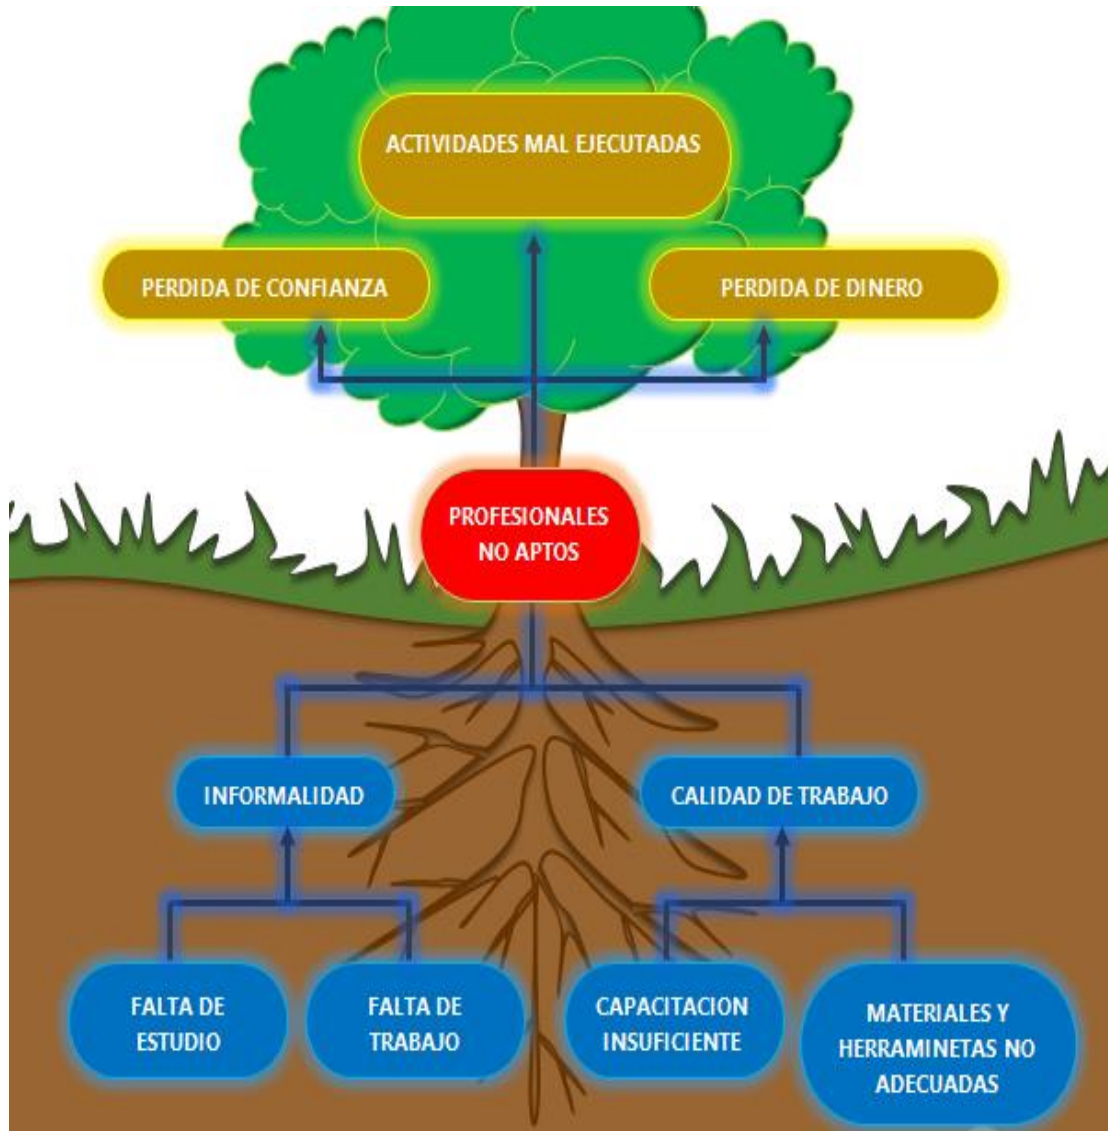 ACTIVIDADES MAL EJECUTADAS
PERDIDA DE CONFIANZA
PERDIDA DE DINERO
PROFESIONALES
NO APTOS
INFORMALIDAD
CALIDAD DE TRABAJO
FALTA DE
ESTUDIO
FALTA DE
TRABAJO
CAPACITACION
INSUFICIENTE
MATERIALES Y
HERRAMINETAS NO
ADECUADAS